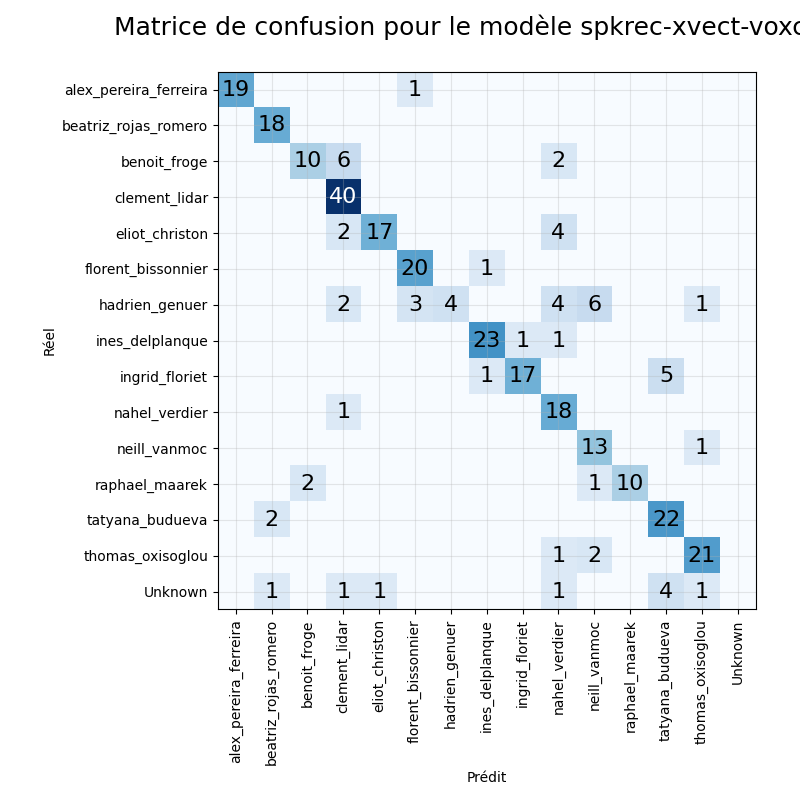 Matrice de confusion pour le modèle spkrec-xvect-voxc
alex_pereira_ferreira 19 1
beatriz_rojas_romero 18
benoit_froge 10 6 2
clement_lidar 40
eliot_christon 2 17 4
florent_bissonnier 20 1
hadrien_genuer 2 3 4 4 6 1
ines_delplanque 23 1 1
ingrid_floriet 1 17 5
nahel_verdier 1 18
neill_vanmoc 13 1
raphael_maarek 2 1 10
tatyana_budueva 2 22
thomas_oxisoglou 1 2 21
Unknown 1 1 1 1 4 1
Réel
alex_pereira_ferreira
beatriz_rojas_romero
benoit_froge
clement_lidar
eliot_christon
florent_bissonnier
hadrien_genuer
ines_delplanque
ingrid_floriet
nahel_verdier
neill_vanmoc
raphael_maarek
tatyana_budueva
thomas_oxisoglou
Unknown
Prédit